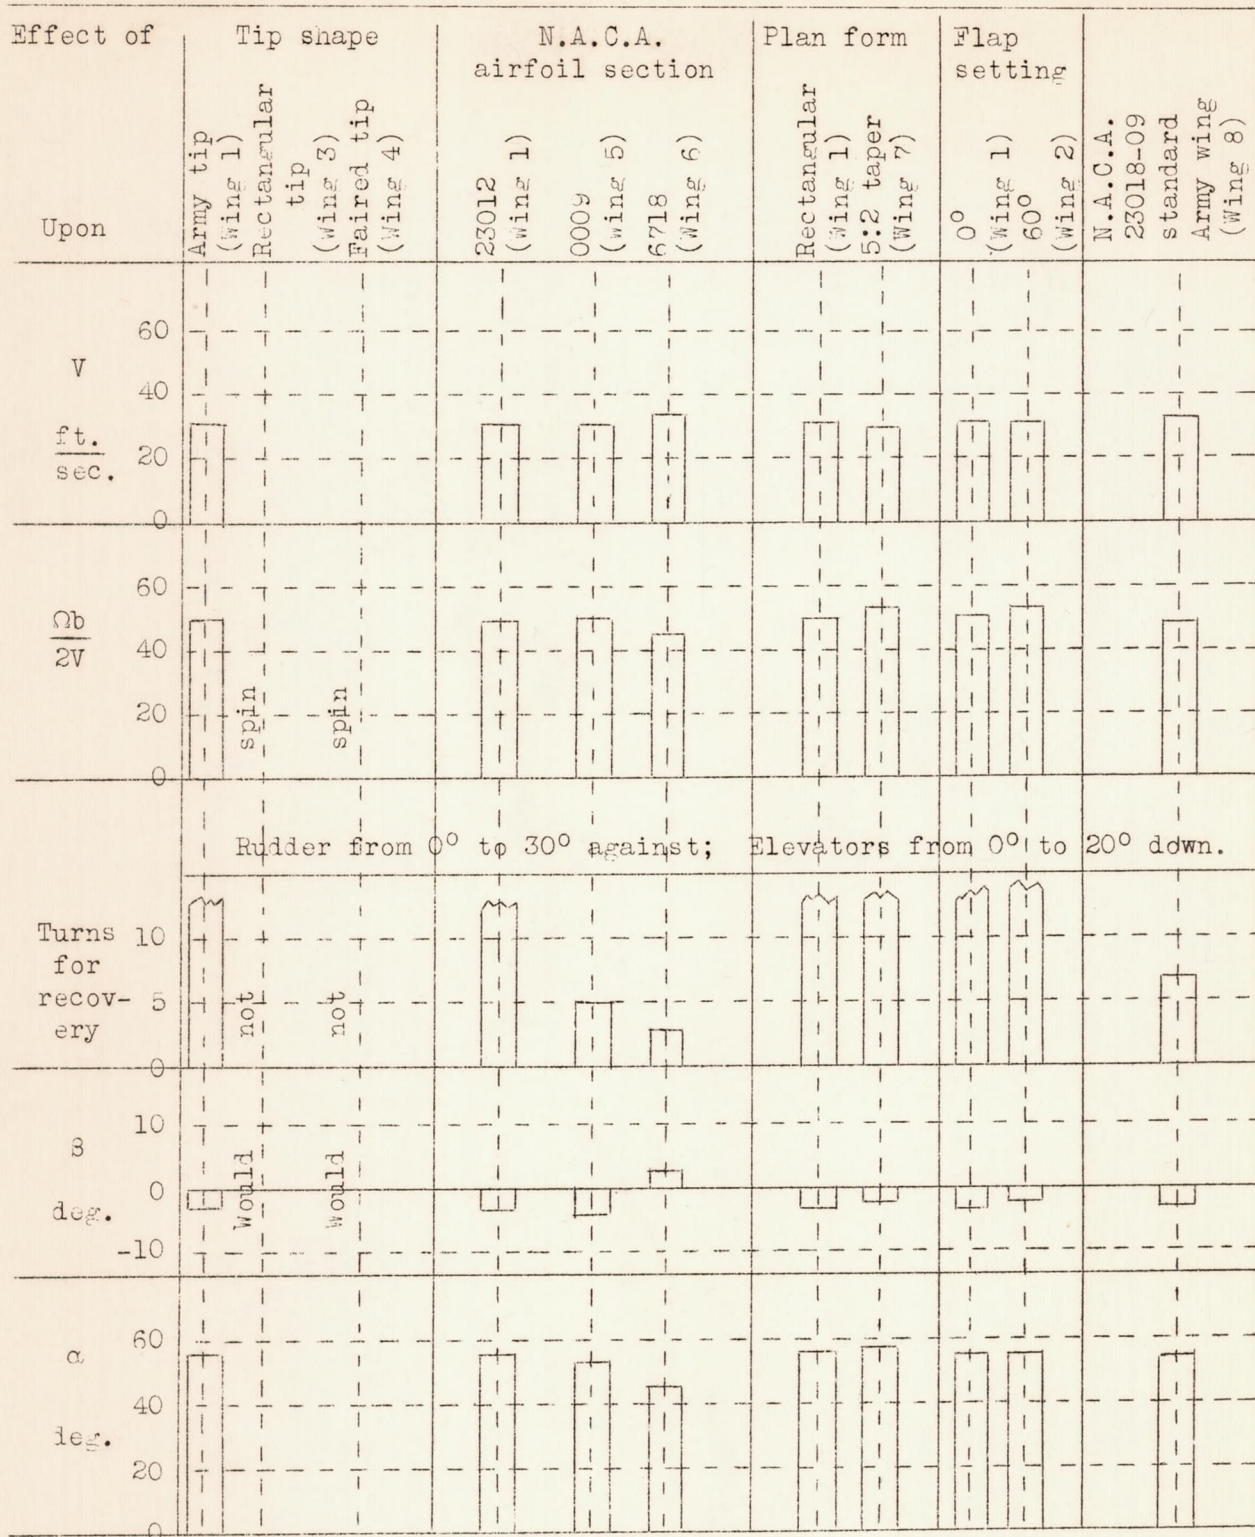 Effect of
Tip shape
N.A.C.A.
airfoil section
Plan form
Flap
setting
Upon
Army tip
(Wing 1)
Rectangular
tip
(Wing 3)
Faired tip
(Wing 4)
23012
(Wing 1)
0009
(Wing 5)
6718
(Wing 6)
Rectangular
(Wing 1)
5:2 taper
(Wing 7)
0°
(Wing 1)
60°
(Wing 2)
N.A.C.A.
23018-09
standard
Army wing
(Wing 8)
V
ft.
sec.
60
40
20
0
Ωb
2V
60
40
20
0
Rudder from 0° to 30° against; Elevators from 0° to 20° down.
Turns
for
recov-
ery
10
5
0
β
deg.
10
0
-10
Would
not
spin
Would
not
spin
α
deg.
60
40
20
0